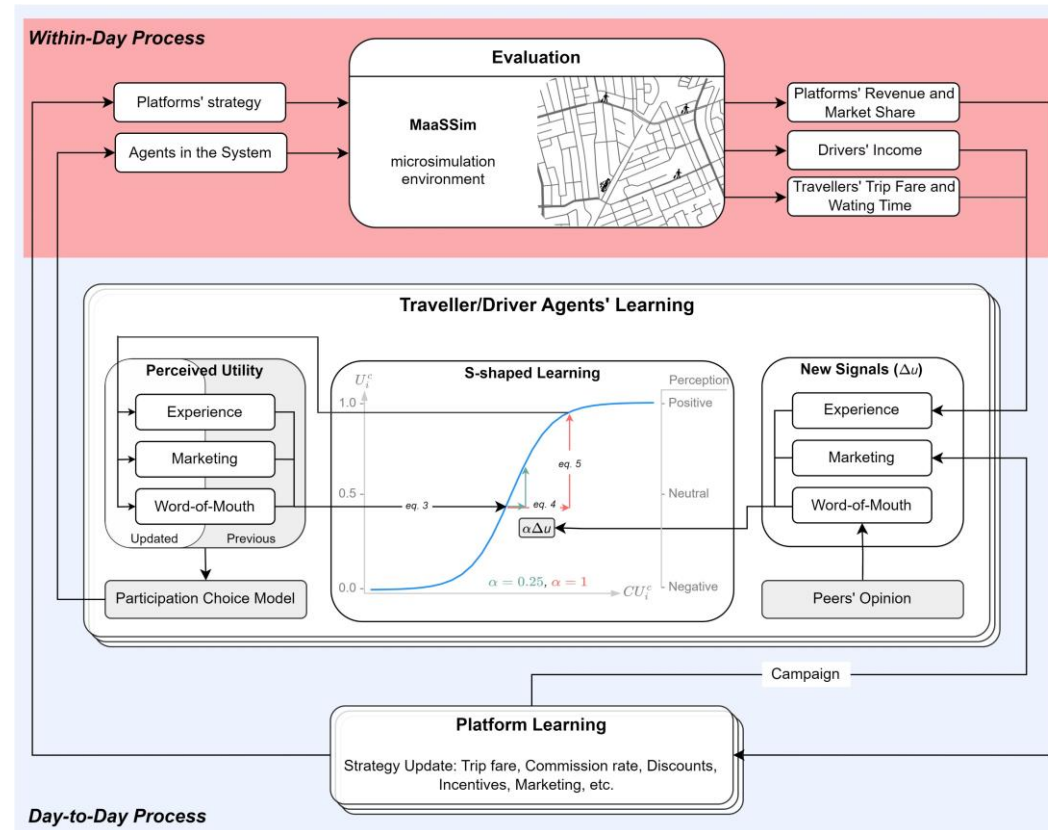 Within-Day Process
Evaluation
Platforms' strategy
Agents in the System
MaaSSim
microsimulation
environment
Platforms' Revenue and
Market Share
Drivers' Income
Travellers' Trip Fare and
Wating Time
Traveller/Driver Agents' Learning
Perceived Utility
Experience
Marketing
Word-of-Mouth
Updated
Previous
Participation Choice Model
S-shaped Learning
U_i^c
Perception
1.0
Positive
eq. 5
0.5
Neutral
eq. 3
eq. 4
αΔu
0.0
Negative
α = 0.25, α = 1
CU_i^c
New Signals (Δu)
Experience
Marketing
Word-of-Mouth
Peers' Opinion
Campaign
Platform Learning
Strategy Update: Trip fare, Commission rate, Discounts,
Incentives, Marketing, etc.
Day-to-Day Process